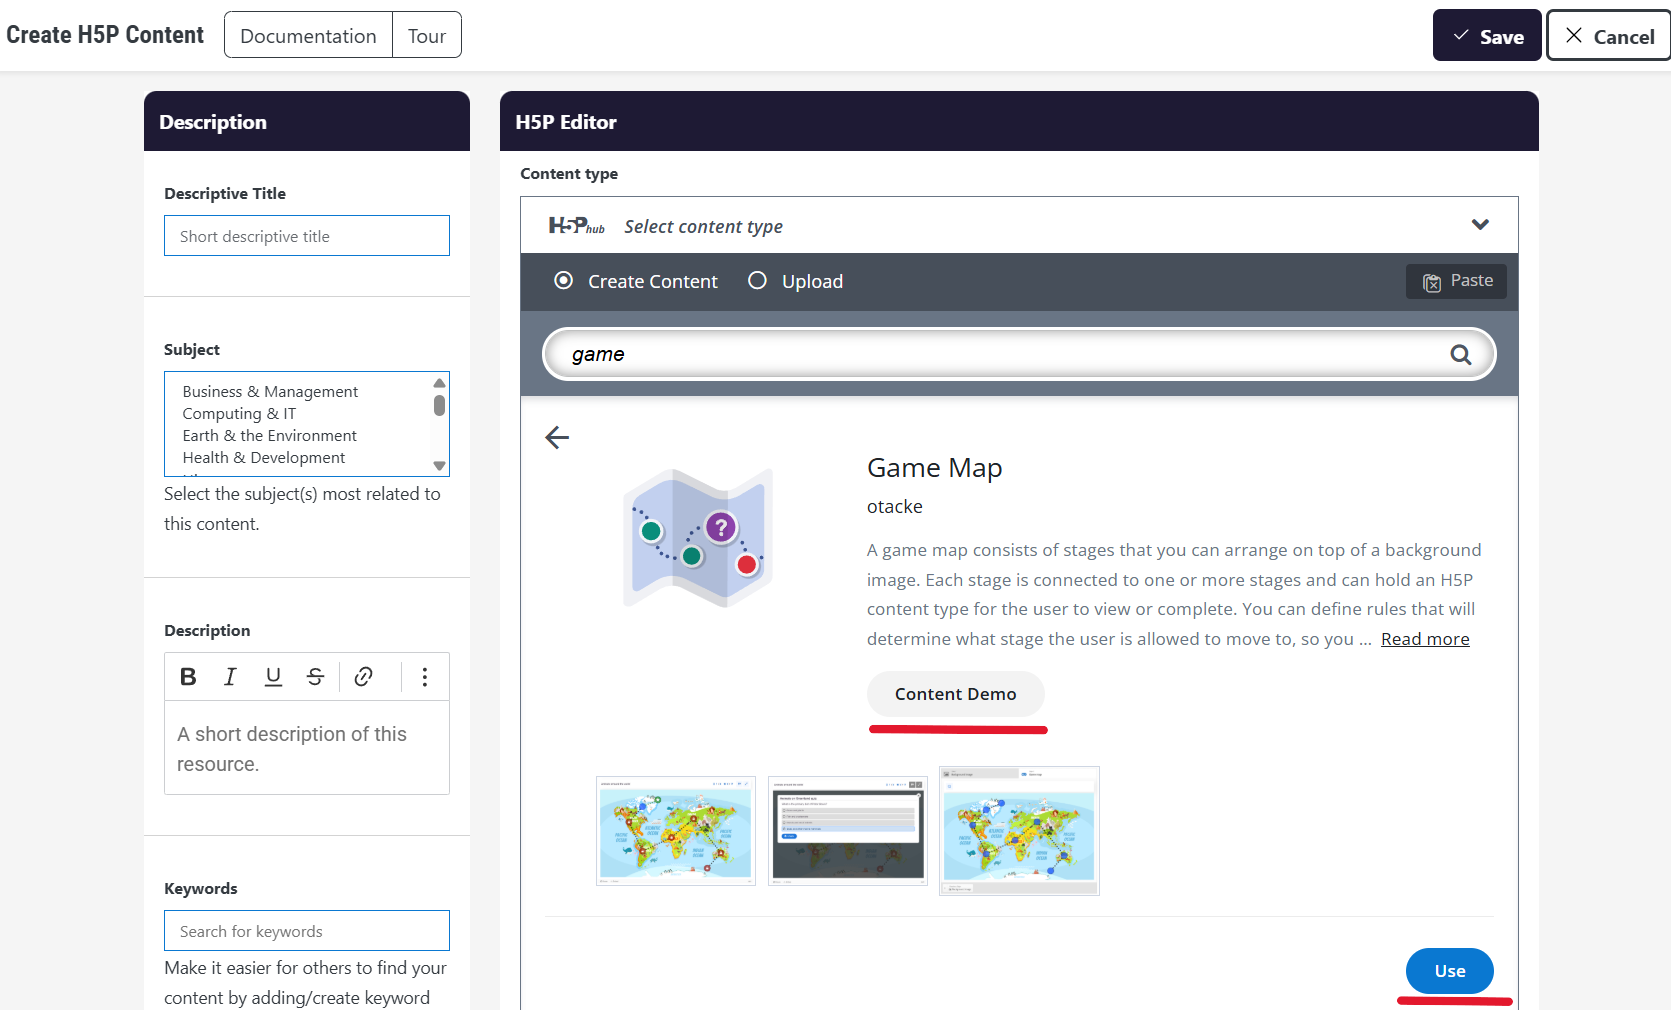 Create H5P Content
Documentation
Tour
Save
Cancel
Description
Descriptive Title
Short descriptive title
Subject
Business & Management
Computing & IT
Earth & the Environment
Health & Development
Select the subject(s) most related to
this content.
Description
B I U S
A short description of this
resource.
Keywords
Search for keywords
Make it easier for others to find your
content by adding/create keyword
H5P Editor
Content type
H5P hub Select content type
Create Content
Upload
Paste
game
Game Map
otacke
A game map consists of stages that you can arrange on top of a background
image. Each stage is connected to one or more stages and can hold an H5P
content type for the user to view or complete. You can define rules that will
determine what stage the user is allowed to move to, so you ... Read more
?
Content Demo
Use